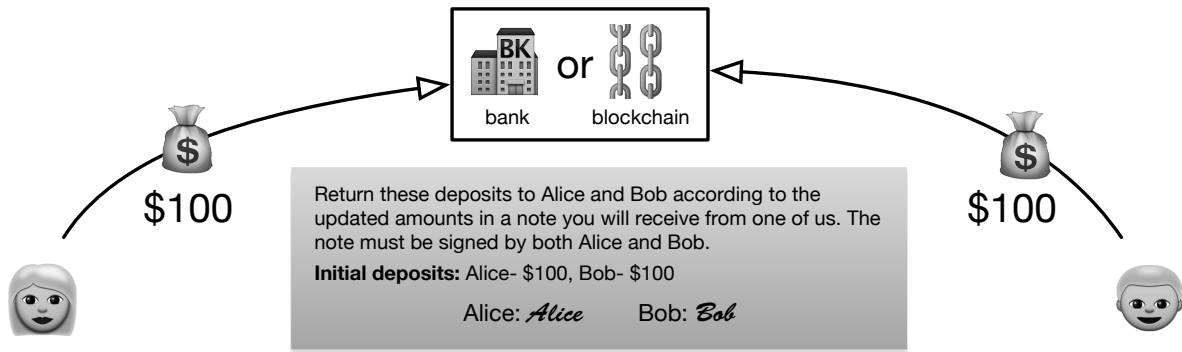 BK
or
bank
blockchain
$
$100
$
$100
Return these deposits to Alice and Bob according to the
updated amounts in a note you will receive from one of us. The
note must be signed by both Alice and Bob.
Initial deposits: Alice- $100, Bob- $100
Alice: Alice Bob: Bob